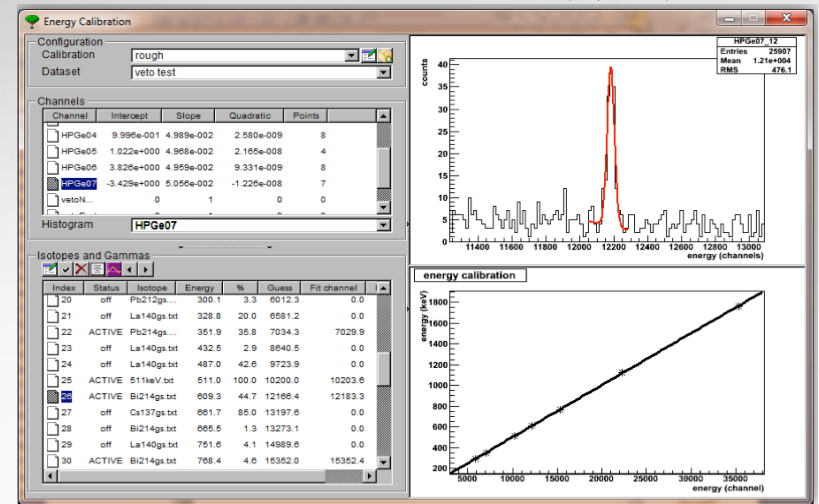 Energy Calibration
Configuration
Calibration rough
Dataset veto test
Channels
Channel Intercept Slope Quadratic Points
HPGe04 9.996e-001 4.989e-002 2.580e-009 8
HPGe05 1.022e+000 4.968e-002 2.165e-008 4
HPGe06 3.826e+000 4.959e-002 9.331e-009 8
HPGe07 -3.429e+000 5.056e-002 -1.226e-008 7
vetoN... 0 1 0 0
Histogram HPGe07
Isotopes and Gammas
Index Status Isotope Energy % Guess Fit channel
20 off Pb212gs.... 300.1 3.3 6012.3 0.0
21 off La140gs.txt 328.8 20.0 6581.2 0.0
22 ACTIVE Pb214gs.... 351.9 35.8 7034.3 7029.9
23 off La140gs.txt 432.5 2.9 8640.5 0.0
24 off La140gs.txt 487.0 42.6 9723.9 0.0
25 ACTIVE 511keV.txt 511.0 100.0 10200.0 10203.6
26 ACTIVE Bi214gs.txt 609.3 44.7 12166.4 12183.3
27 off Cs137gs.txt 661.7 85.0 13197.6 0.0
28 off Bi214gs.txt 665.5 1.3 13273.1 0.0
29 off La140gs.txt 751.6 4.1 14989.6 0.0
30 ACTIVE Bi214gs.txt 768.4 4.6 15352.0 15352.4
HPGe07_12
Entries 25907
Mean 1.21e+004
RMS 476.1
counts
40
35
30
25
20
15
10
5
0
11400 11600 11800 12000 12200 12400 12600 12800 13000
energy (channels)
energy calibration
energy (keV)
1800
1600
1400
1200
1000
800
600
400
200
5000 10000 15000 20000 25000 30000 35000
energy (channel)